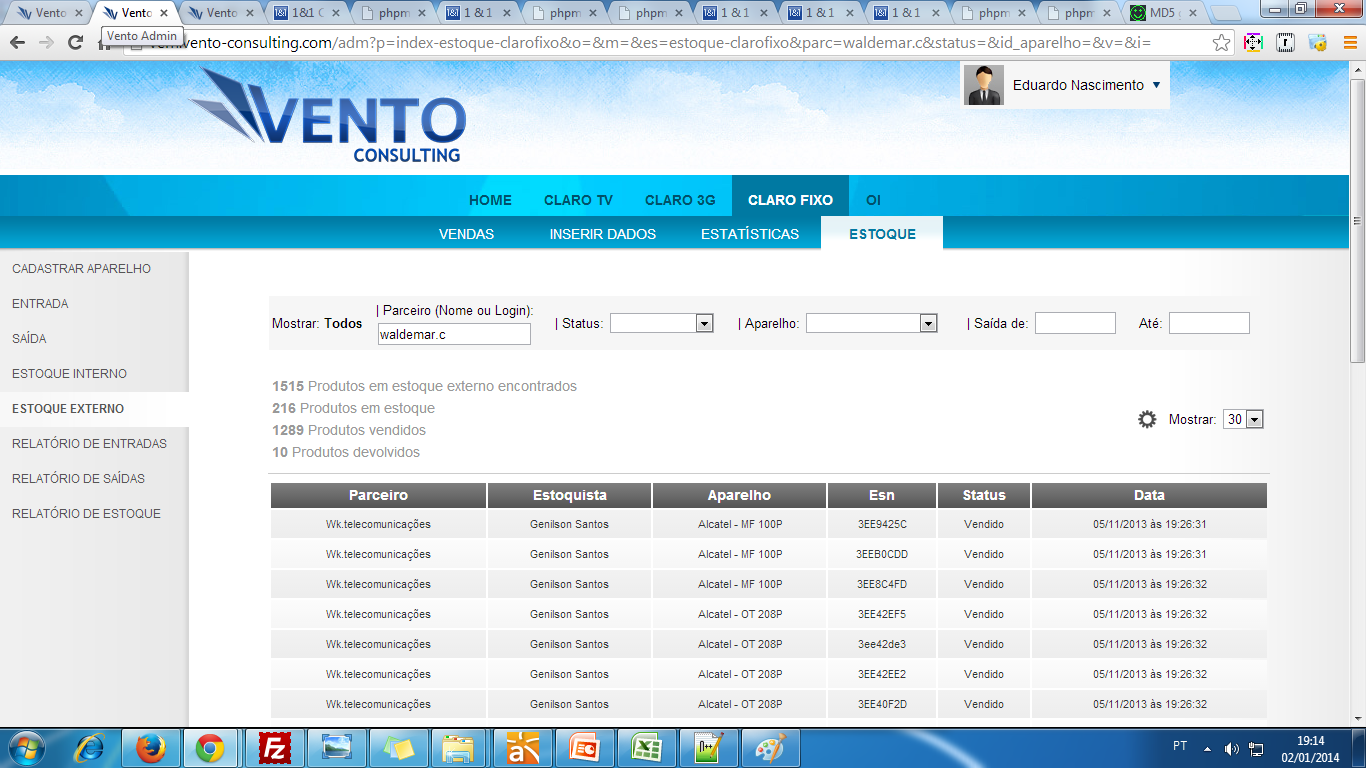 Vento Vento Vento 1&1 C phpm 1 & 1 phpm phpm 1 & 1 1 & 1 1 & 1 phpm phpm MD5 g
Vento Admin
vento-consulting.com/adm?p=index-estoque-clarofixo&o=&m=&es=estoque-clarofixo&parc=waldemar.c&status=&id_aparelho=&v=&i=
VENTO
CONSULTING
Eduardo Nascimento
HOME CLARO TV CLARO 3G CLARO FIXO OI
VENDAS INSERIR DADOS ESTATÍSTICAS ESTOQUE
CADASTRAR APARELHO
ENTRADA
SAÍDA
ESTOQUE INTERNO
ESTOQUE EXTERNO
RELATÓRIO DE ENTRADAS
RELATÓRIO DE SAÍDAS
RELATÓRIO DE ESTOQUE
Mostrar: Todos | Parceiro (Nome ou Login): | Status: | Aparelho: | Saída de: Até:
waldemar.c
1515 Produtos em estoque externo encontrados
216 Produtos em estoque
1289 Produtos vendidos
10 Produtos devolvidos
Mostrar: 30
Parceiro Estoquista Aparelho Esn Status Data
Wk.telecomunicações Genilson Santos Alcatel - MF 100P 3EE9425C Vendido 05/11/2013 às 19:26:31
Wk.telecomunicações Genilson Santos Alcatel - MF 100P 3EEB0CDD Vendido 05/11/2013 às 19:26:31
Wk.telecomunicações Genilson Santos Alcatel - MF 100P 3EE8C4FD Vendido 05/11/2013 às 19:26:32
Wk.telecomunicações Genilson Santos Alcatel - OT 208P 3EE42EF5 Vendido 05/11/2013 às 19:26:32
Wk.telecomunicações Genilson Santos Alcatel - OT 208P 3ee42de3 Vendido 05/11/2013 às 19:26:32
Wk.telecomunicações Genilson Santos Alcatel - OT 208P 3EE42EE2 Vendido 05/11/2013 às 19:26:32
Wk.telecomunicações Genilson Santos Alcatel - OT 208P 3EE40F2D Vendido 05/11/2013 às 19:26:32
PT
19:14
02/01/2014